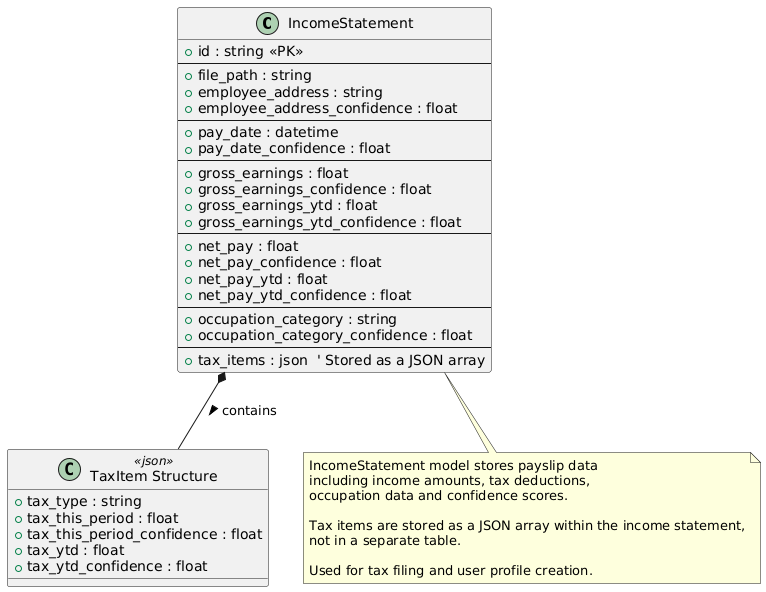 C IncomeStatement
id : string «PK»
file_path : string
employee_address : string
employee_address_confidence : float
pay_date : datetime
pay_date_confidence : float
gross_earnings : float
gross_earnings_confidence : float
gross_earnings_ytd : float
gross_earnings_ytd_confidence : float
net_pay : float
net_pay_confidence : float
net_pay_ytd : float
net_pay_ytd_confidence : float
occupation_category : string
occupation_category_confidence : float
tax_items : json  ' Stored as a JSON array
contains
«json»
C TaxItem Structure
tax_type : string
tax_this_period : float
tax_this_period_confidence : float
tax_ytd : float
tax_ytd_confidence : float
IncomeStatement model stores payslip data
including income amounts, tax deductions,
occupation data and confidence scores.
Tax items are stored as a JSON array within the income statement,
not in a separate table.
Used for tax filing and user profile creation.